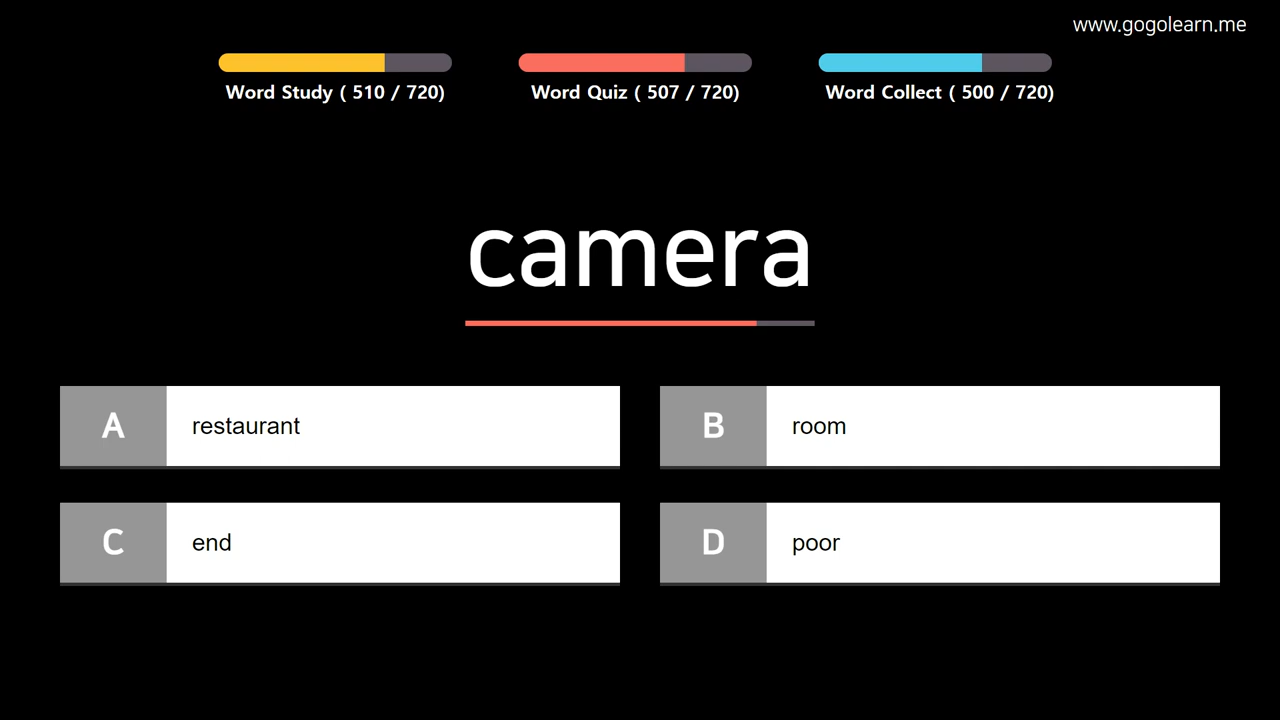 www.gogolearn.me
Word Study ( 510 / 720)
Word Quiz ( 507 / 720)
Word Collect ( 500 / 720)
camera
A restaurant
B room
C end
D poor